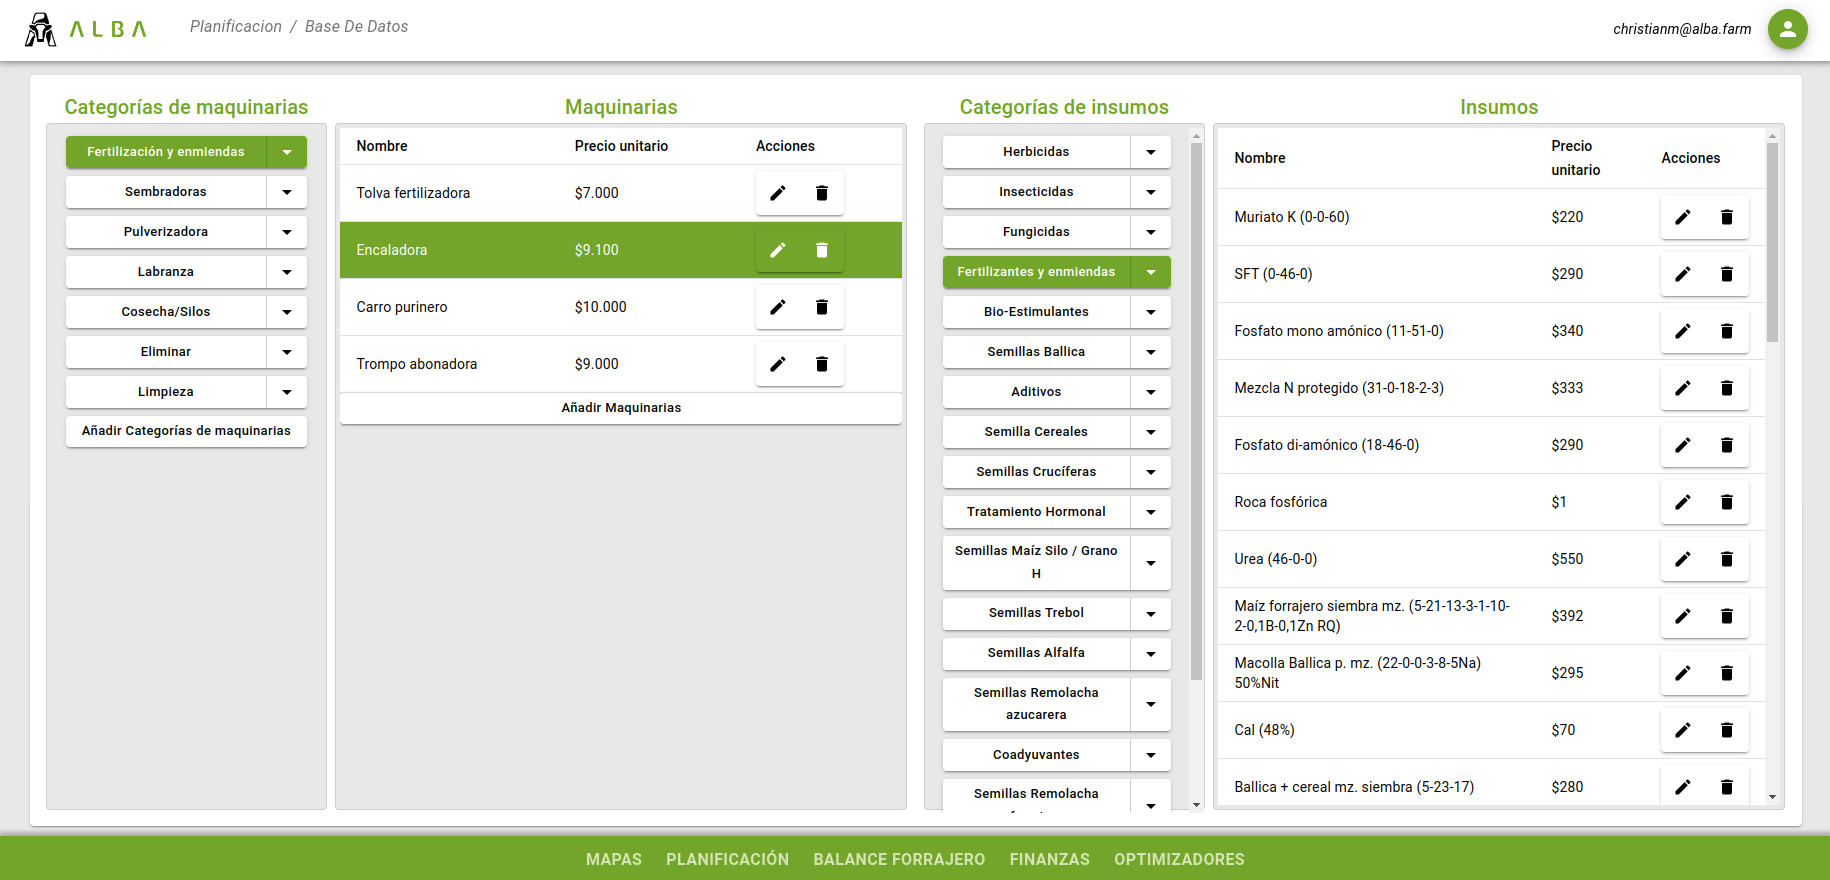 ALBA
Planificacion / Base De Datos
christianm@alba.farm
Categorías de maquinarias
Fertilización y enmiendas
Sembradoras
Pulverizadora
Labranza
Cosecha/Silos
Eliminar
Limpieza
Añadir Categorías de maquinarias
Maquinarias
Nombre Precio unitario Acciones
Tolva fertilizadora $7.000
Encaladora $9.100
Carro purinero $10.000
Trompo abonadora $9.000
Añadir Maquinarias
Categorías de insumos
Herbicidas
Insecticidas
Fungicidas
Fertilizantes y enmiendas
Bio-Estimulantes
Semillas Ballica
Aditivos
Semilla Cereales
Semillas Crucíferas
Tratamiento Hormonal
Semillas Maíz Silo / Grano
H
Semillas Trebol
Semillas Alfalfa
Semillas Remolacha
azucarera
Coadyuvantes
Semillas Remolacha
Insumos
Nombre Precio
unitario Acciones
Muriato K (0-0-60) $220
SFT (0-46-0) $290
Fosfato mono amónico (11-51-0) $340
Mezcla N protegido (31-0-18-2-3) $333
Fosfato di-amónico (18-46-0) $290
Roca fosfórica $1
Urea (46-0-0) $550
Maíz forrajero siembra mz. (5-21-13-3-1-10-
2-0,1B-0,1Zn RQ) $392
Macolla Ballica p. mz. (22-0-0-3-8-5Na)
50%Nit $295
Cal (48%) $70
Ballica + cereal mz. siembra (5-23-17) $280
MAPAS PLANIFICACIÓN BALANCE FORRAJERO FINANZAS OPTIMIZADORES